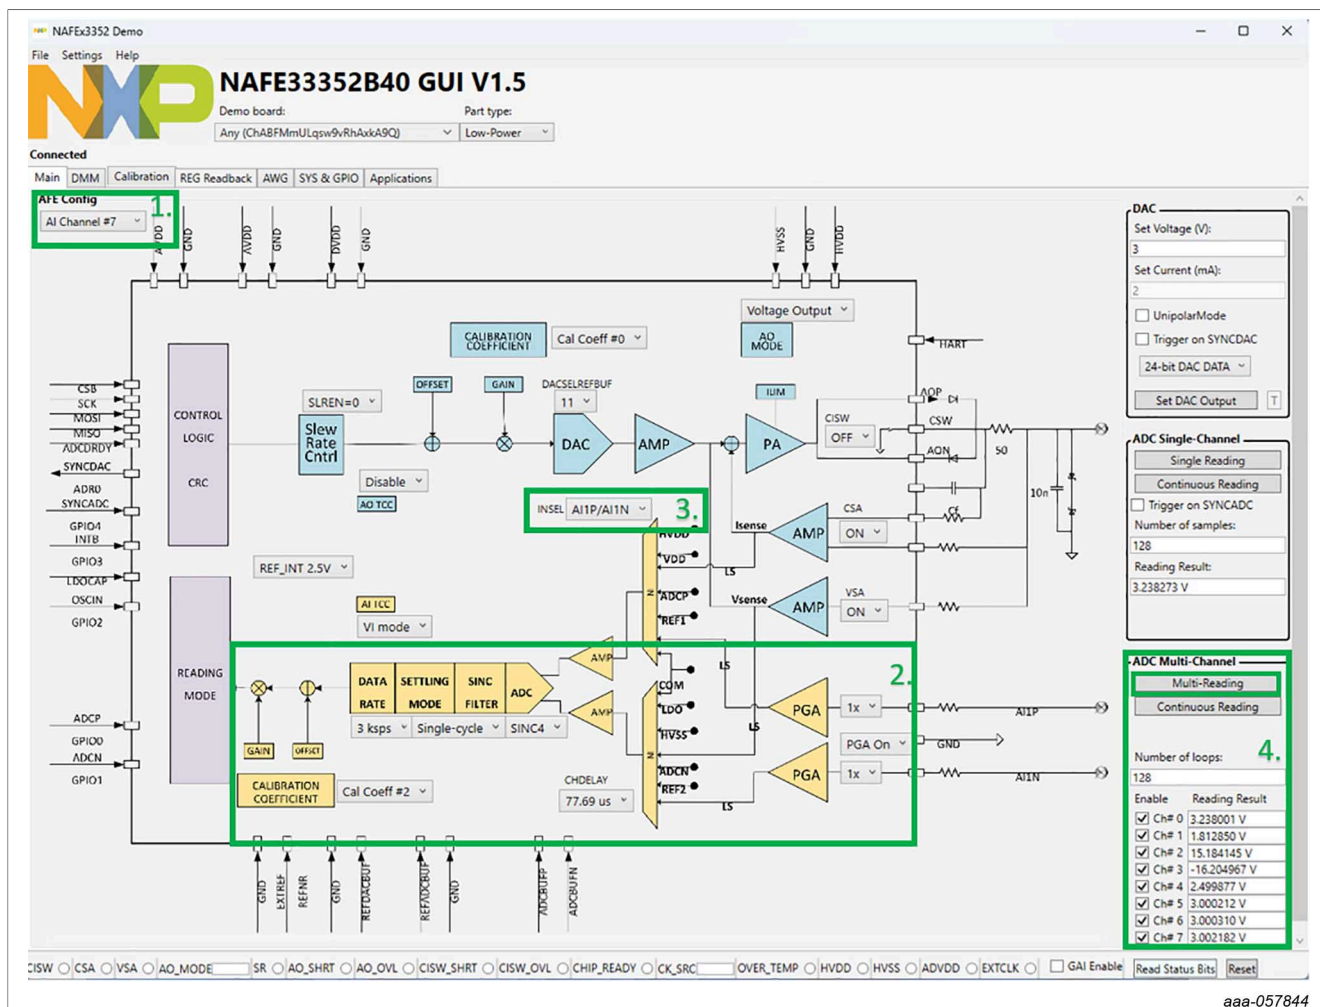 NAFEx3352 Demo
File Settings Help
NXP
NAFE33352B40 GUI V1.5
Demo board:
Part type:
Any (ChABFMmULqsw9vRhAxkA9Q)
Low-Power
Connected
Main DMM Calibration REG Readback AWG SYS & GPIO Applications
AFE Config
AI Channel #7
1.
AVDD
GND
AVDD
GND
DVDD
GND
HVSS
GND
HVDD
Voltage Output
AO
MODE
CALIBRATION
COEFFICIENT
Cal Coeff #0
HART
CSB
SCK
MOSI
MISO
ADCDRDY
SYNCDAC
ADR0
SYNCADC
GPIO4
INTB
GPIO3
LDOCAP
OSCIN
GPIO2
ADCP
GPIO0
ADCN
GPIO1
CONTROL
LOGIC
CRC
READING
MODE
SLREN=0
Slew
Rate
Cntrl
OFFSET
GAIN
DACSELREFBUF
11
DAC
AMP
IUM
PA
CISW
OFF
AOP
CSW
AON
50
10n
Cf
Disable
AO TCC
INSEL AI1P/AI1N
3.
Isense
CSA
AMP
ON
Vsense
VSA
AMP
ON
REF_INT 2.5V
AI TCC
VI mode
HVDD
VDD
LS
N
ADCP
REF1
LS
COM
LDO
LS
HVSS
N
ADCN
REF2
LS
2.
AMP
AMP
DATA
RATE
SETTLING
MODE
SINC
FILTER
ADC
3 ksps
Single-cycle
SINC4
GAIN
OFFSET
CALIBRATION
COEFFICIENT
Cal Coeff #2
CHDELAY
77.69 us
PGA
1x
PGA On
PGA
1x
AI1P
GND
AI1N
GND
EXTREF
REFNR
GND
REFDACBUF
REFADCBUF
GND
ADCBUFP
ADCBUFN
DAC
Set Voltage (V):
3
Set Current (mA):
2
UnipolarMode
Trigger on SYNCDAC
24-bit DAC DATA
Set DAC Output T
ADC Single-Channel
Single Reading
Continuous Reading
Trigger on SYNCADC
Number of samples:
128
Reading Result:
3.238273 V
ADC Multi-Channel
Multi-Reading
Continuous Reading
4.
Number of loops:
128
Enable Reading Result
Ch# 0 3.238001 V
Ch# 1 1.812850 V
Ch# 2 15.184145 V
Ch# 3 -16.204967 V
Ch# 4 2.499877 V
Ch# 5 3.000212 V
Ch# 6 3.000310 V
Ch# 7 3.002182 V
CISW CSA VSA AO_MODE SR AO_SHRT AO_OVL CISW_SHRT CISW_OVL CHIP_READY CK_SRC OVER_TEMP HVDD HVSS ADVDD EXTCLK GAI Enable Read Status Bits Reset
aaa-057844